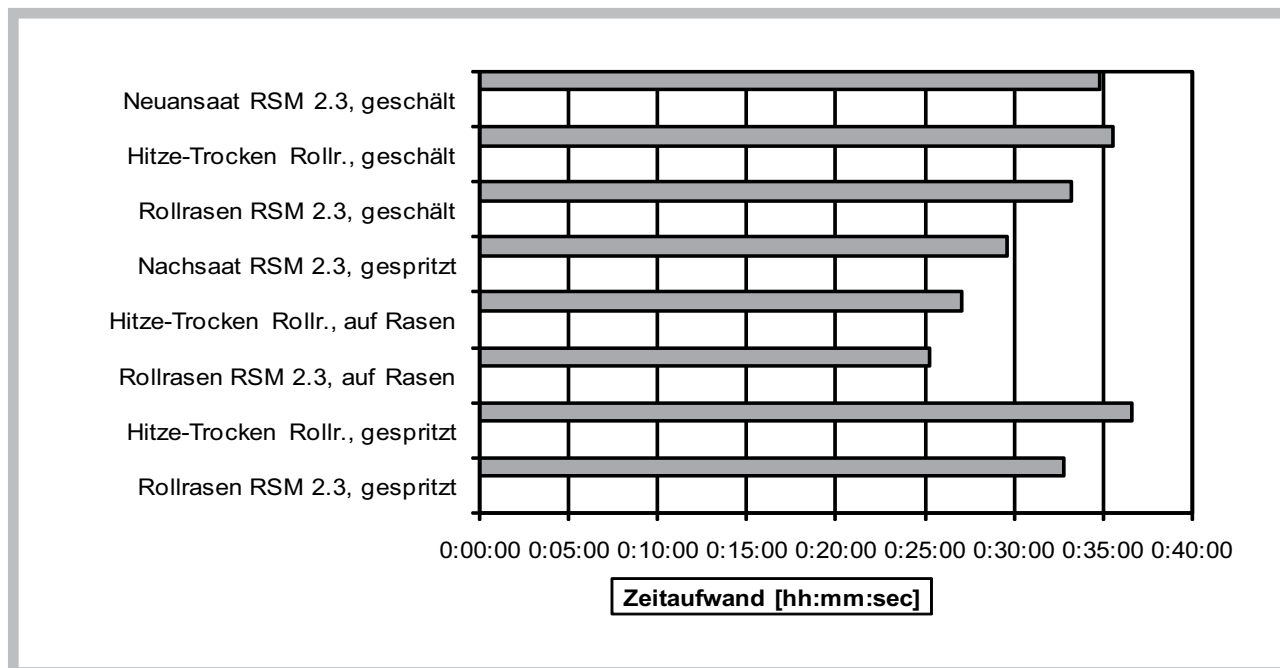 Neuansaat RSM 2.3, geschält
Hitze-Trocken Rollr., geschält
Rollrasen RSM 2.3, geschält
Nachsaat RSM 2.3, gespritzt
Hitze-Trocken Rollr., auf Rasen
Rollrasen RSM 2.3, auf Rasen
Hitze-Trocken Rollr., gespritzt
Rollrasen RSM 2.3, gespritzt
0:00:00 0:05:00 0:10:00 0:15:00 0:20:00 0:25:00 0:30:00 0:35:00 0:40:00
Zeitaufwand [hh:mm:sec]